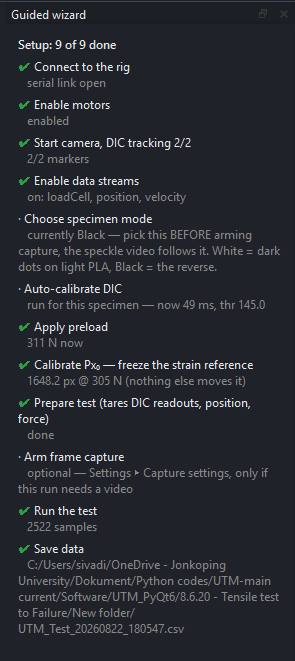 Guided wizard
Setup: 9 of 9 done
✔ Connect to the rig
serial link open
✔ Enable motors
enabled
✔ Start camera, DIC tracking 2/2
2/2 markers
✔ Enable data streams
on: loadCell, position, velocity
· Choose specimen mode
currently Black — pick this BEFORE arming
capture, the speckle video follows it. White = dark
dots on light PLA, Black = the reverse.
· Auto-calibrate DIC
run for this specimen — now 49 ms, thr 145.0
✔ Apply preload
311 N now
✔ Calibrate Px₀ — freeze the strain reference
1648.2 px @ 305 N (nothing else moves it)
✔ Prepare test (tares DIC readouts, position,
force)
done
· Arm frame capture
optional — Settings ▸ Capture settings, only if
this run needs a video
✔ Run the test
2522 samples
✔ Save data
C:/Users/sivadi/OneDrive - Jonkoping
University/Dokument/Python codes/UTM-main
current/Software/UTM_PyQt6/8.6.20 - Tensile test
to Failure/New folder/
UTM_Test_20260822_180547.csv